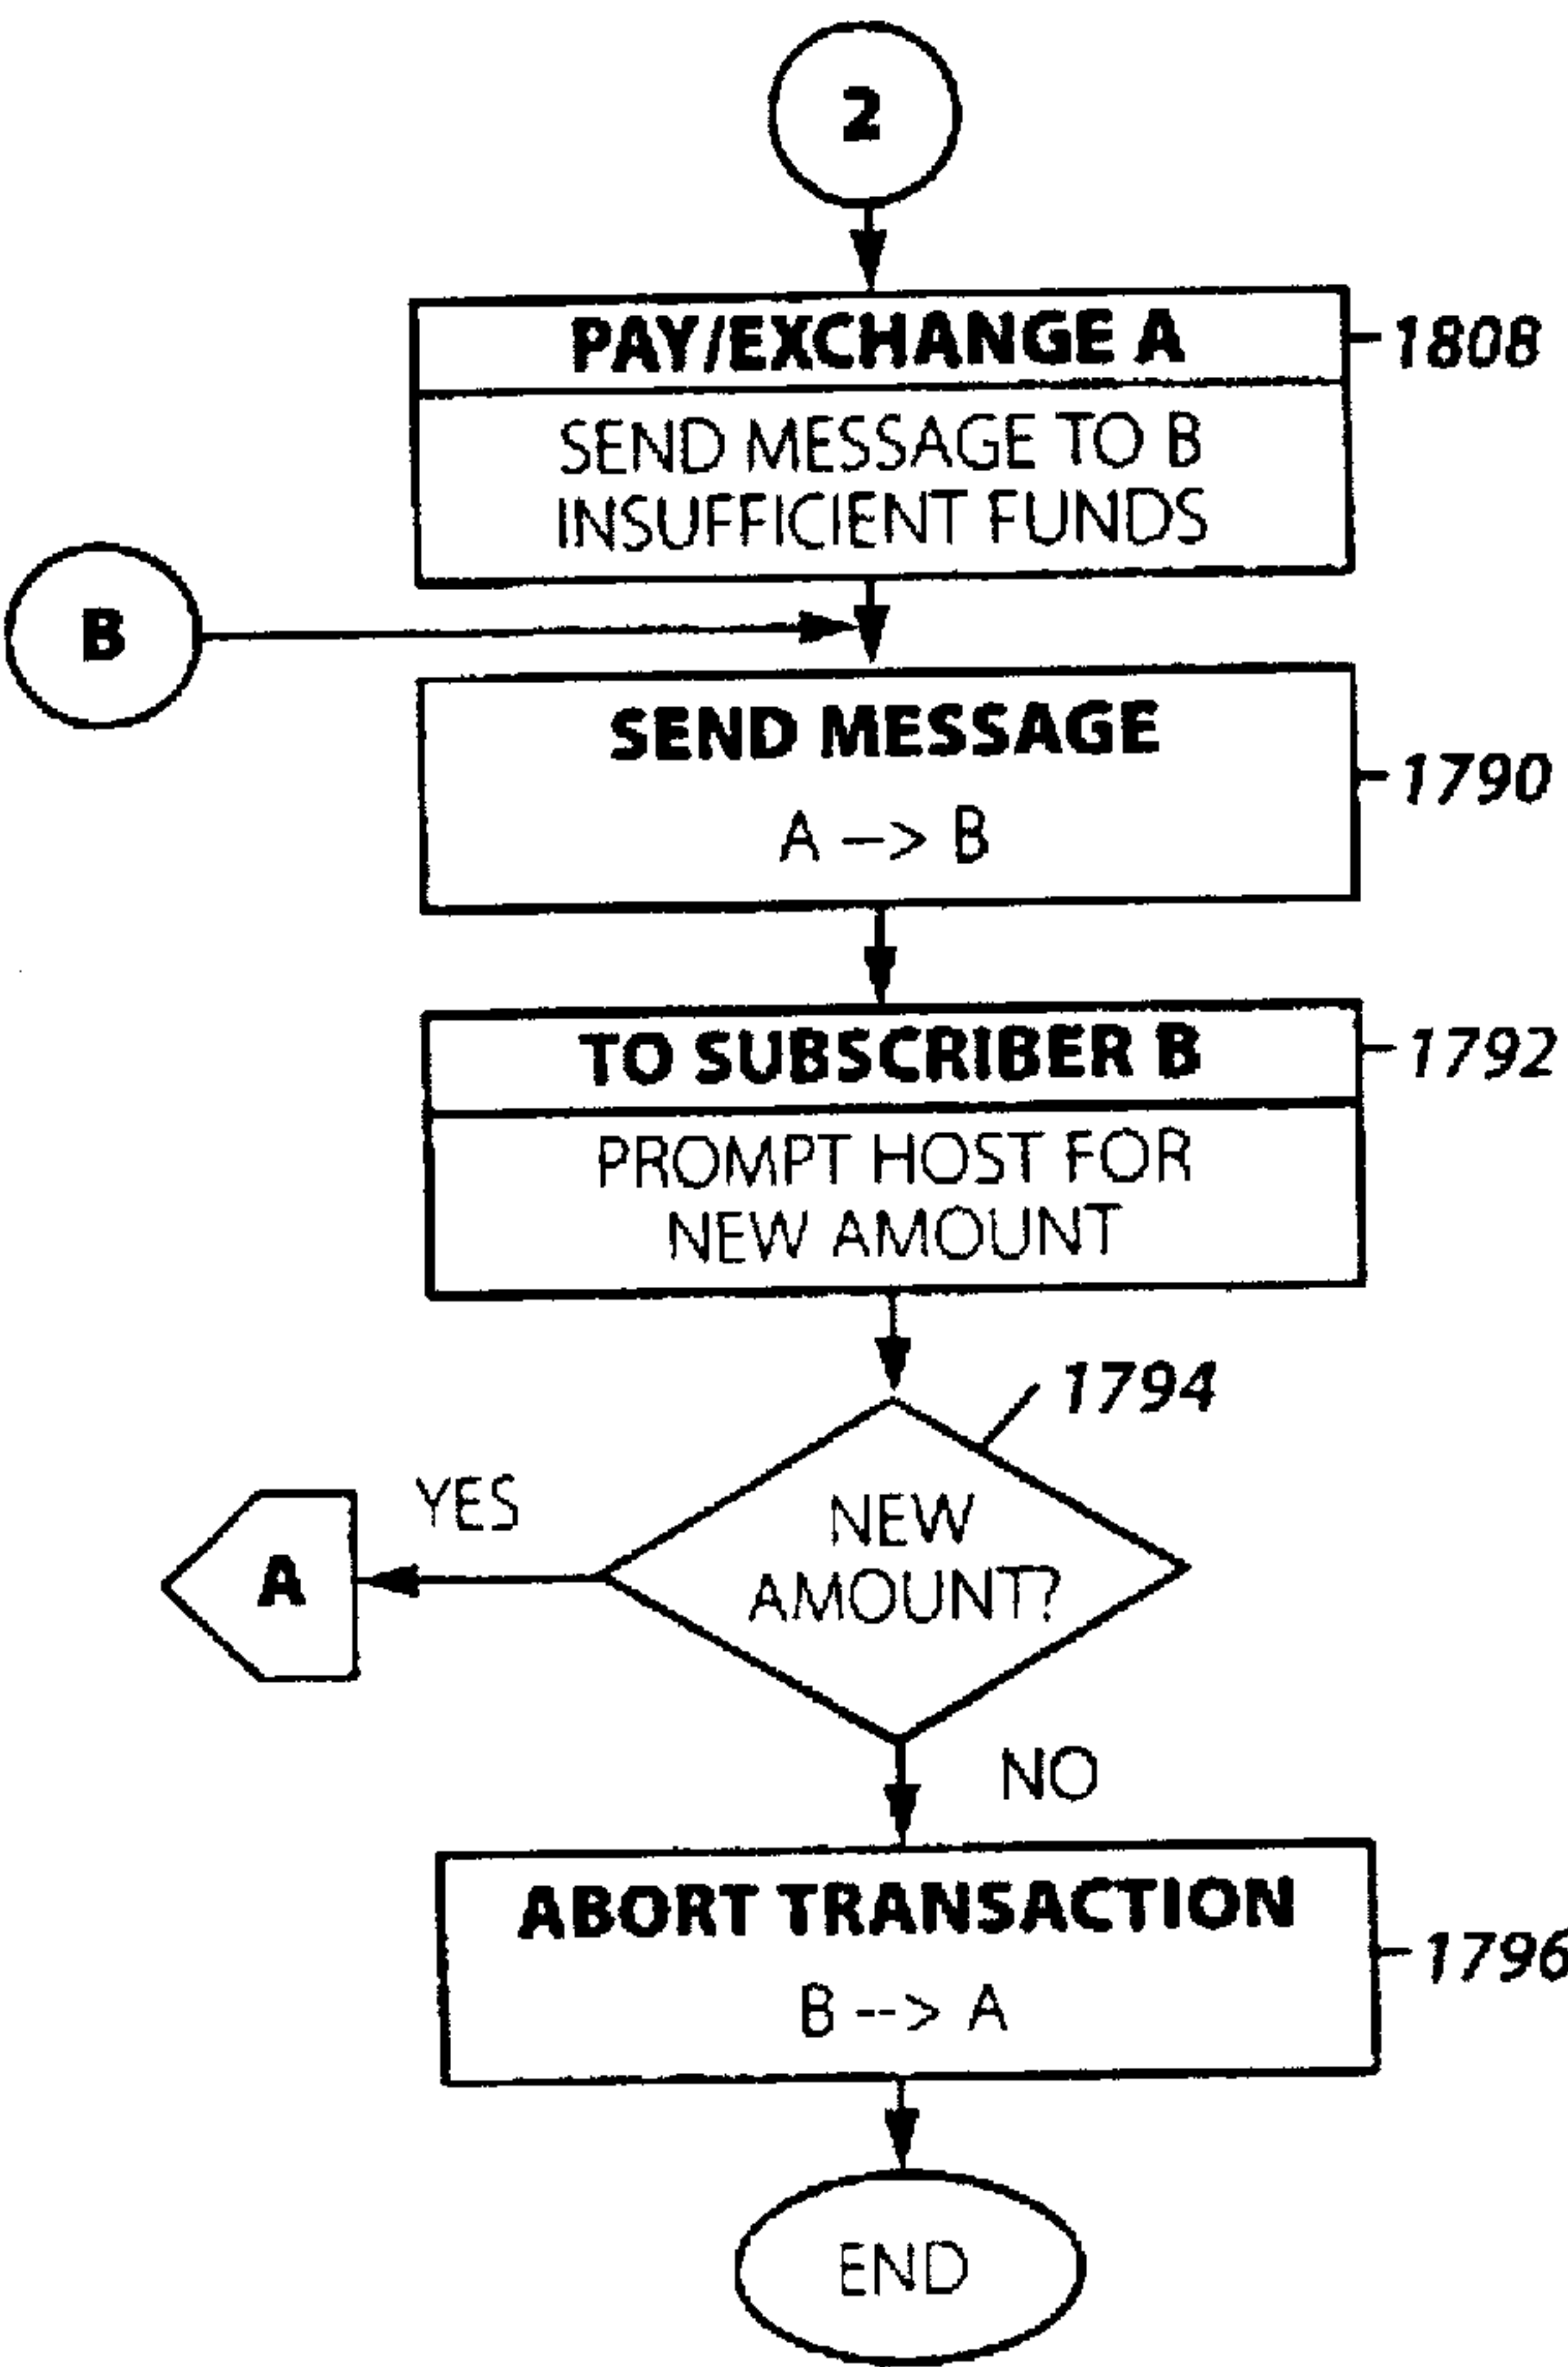 2
PAY/EXCHANGE A
1808
SEND MESSAGE TO B
INSUFFICIENT FUNDS
B
SEND MESSAGE
1790
A --> B
TO SUBSCRIBER B
1792
PROMPT HOST FOR
NEW AMOUNT
1794
YES
NEW
AMOUNT?
A
NO
ABORT TRANSACTION
1796
B --> A
END